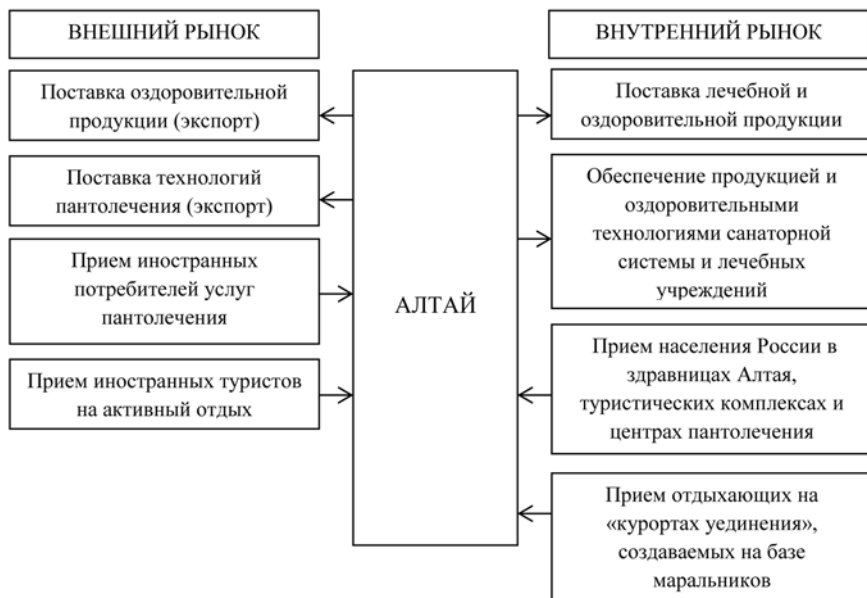 ВНЕШНИЙ РЫНОК
Поставка оздоровительной
продукции (экспорт)
Поставка технологий
пантолечения (экспорт)
Прием иностранных
потребителей услуг
пантолечения
Прием иностранных туристов
на активный отдых
АЛТАЙ
ВНУТРЕННИЙ РЫНОК
Поставка лечебной и
оздоровительной продукции
Обеспечение продукцией и
оздоровительными
технологиями санаторной
системы и лечебных
учреждений
Прием населения России в
здравницах Алтая,
туристических комплексах и
центрах пантолечения
Прием отдыхающих на
«курортах уединения»,
создаваемых на базе
маральников